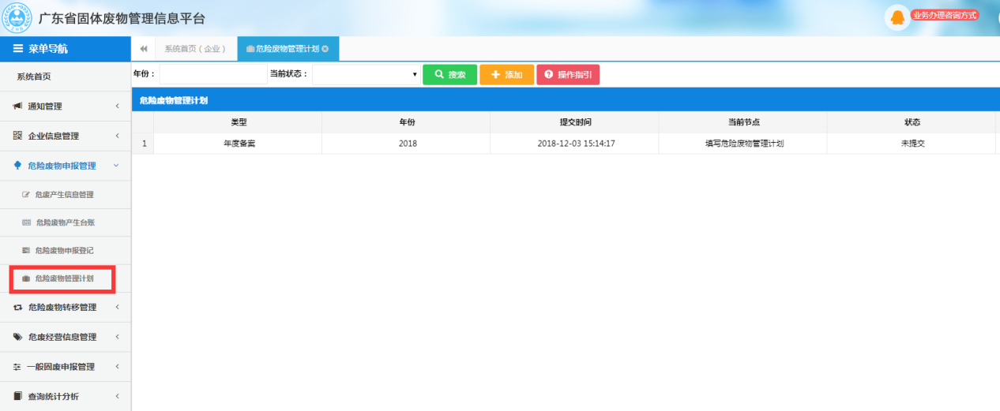 广东省固体废物管理信息平台
业务办理咨询方式
菜单导航
系统首页(企业)
危险废物管理计划
系统首页
年份：
当前状态：
搜索
添加
操作指引
通知管理
企业信息管理
危险废物申报管理
危废产生信息管理
危险废物产生台账
危险废物申报登记
危险废物管理计划
危险废物转移管理
危废经营信息管理
一般固废申报管理
查询统计分析
危险废物管理计划
类型 年份 提交时间 当前节点 状态
1 年度备案 2018 2018-12-03 15:14:17 填写危险废物管理计划 未提交